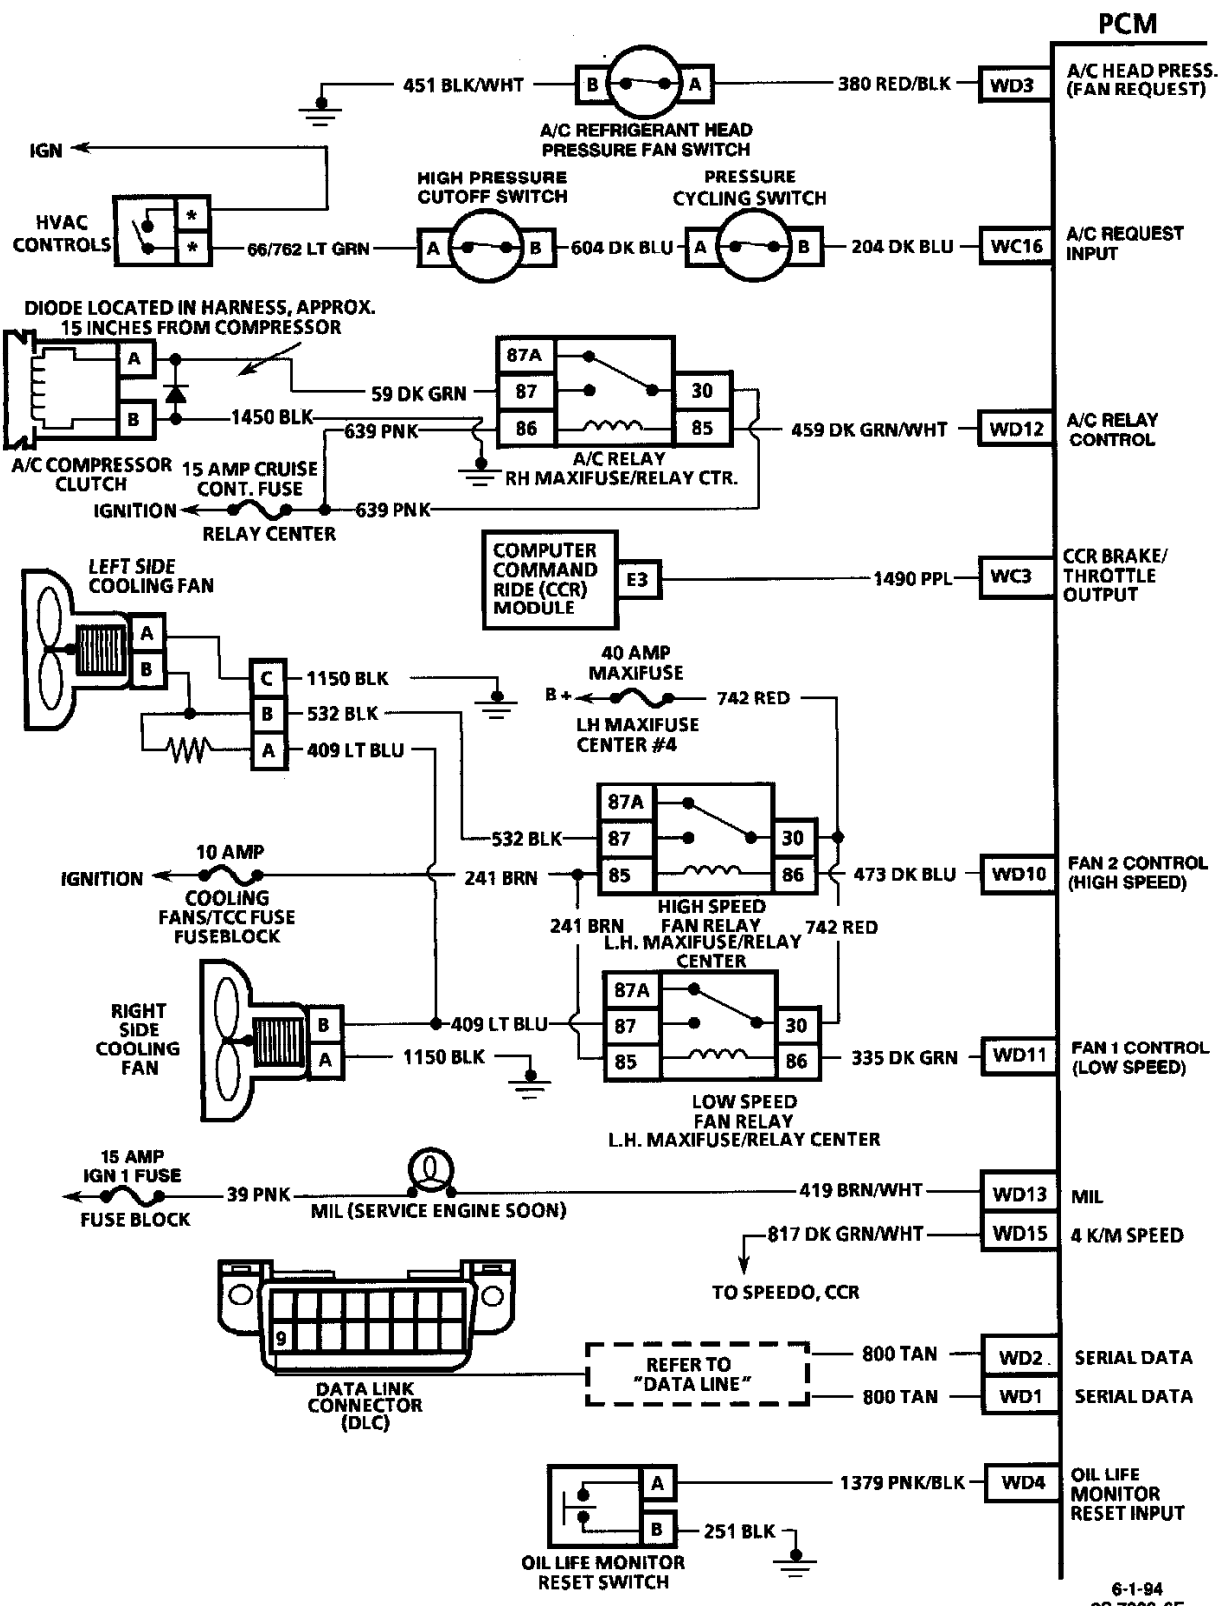 PCM
451 BLK/WHT
B
A
380 RED/BLK
WD3
A/C HEAD PRESS.
(FAN REQUEST)
A/C REFRIGERANT HEAD
PRESSURE FAN SWITCH
IGN
HIGH PRESSURE
CUTOFF SWITCH
PRESSURE
CYCLING SWITCH
HVAC
CONTROLS
*
*
66/762 LT GRN
A
B
604 DK BLU
A
B
204 DK BLU
WC16
A/C REQUEST
INPUT
DIODE LOCATED IN HARNESS, APPROX.
15 INCHES FROM COMPRESSOR
A
B
59 DK GRN
1450 BLK
639 PNK
87A
87
86
30
85
459 DK GRN/WHT
WD12
A/C RELAY
CONTROL
A/C COMPRESSOR
CLUTCH
A/C RELAY
RH MAXIFUSE/RELAY CTR.
15 AMP CRUISE
CONT. FUSE
IGNITION
639 PNK
RELAY CENTER
COMPUTER
COMMAND
RIDE (CCR)
MODULE
E3
1490 PPL
WC3
CCR BRAKE/
THROTTLE
OUTPUT
LEFT SIDE
COOLING FAN
A
B
C
1150 BLK
B
532 BLK
A
409 LT BLU
40 AMP
MAXIFUSE
B +
742 RED
LH MAXIFUSE
CENTER #4
87A
532 BLK
87
30
10 AMP
IGNITION
241 BRN
85
86
473 DK BLU
WD10
FAN 2 CONTROL
(HIGH SPEED)
COOLING
FANS/TCC FUSE
FUSEBLOCK
HIGH SPEED
FAN RELAY
L.H. MAXIFUSE/RELAY
CENTER
241 BRN
742 RED
RIGHT
SIDE
COOLING
FAN
B
A
409 LT BLU
1150 BLK
87A
87
85
30
86
335 DK GRN
WD11
FAN 1 CONTROL
(LOW SPEED)
LOW SPEED
FAN RELAY
L.H. MAXIFUSE/RELAY CENTER
15 AMP
IGN 1 FUSE
39 PNK
FUSE BLOCK
MIL (SERVICE ENGINE SOON)
419 BRN/WHT
WD13
MIL
817 DK GRN/WHT
WD15
4 K/M SPEED
TO SPEEDO, CCR
9
DATA LINK
CONNECTOR
(DLC)
REFER TO
"DATA LINE"
800 TAN
WD2
SERIAL DATA
800 TAN
WD1
SERIAL DATA
A
1379 PNK/BLK
WD4
OIL LIFE
MONITOR
RESET INPUT
B
251 BLK
OIL LIFE MONITOR
RESET SWITCH
6-1-94